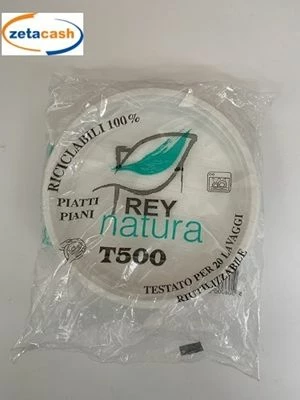 zetacash
RICICLABILI 100%
PIATTI
PIANI
REY
natura
T500
TESTATO PER 20 LAVAGGI
RIUTILIZZABILE